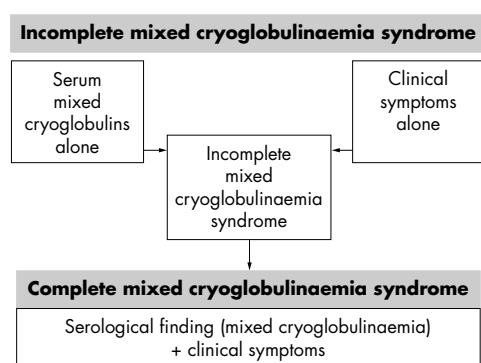 Incomplete mixed cryoglobulinaemia syndrome
Serum
mixed
cryoglobulins
alone
Clinical
symptoms
alone
Incomplete
mixed
cryoglobulinaemia
syndrome
Complete mixed cryoglobulinaemia syndrome
Serological finding (mixed cryoglobulinaemia)
+ clinical symptoms